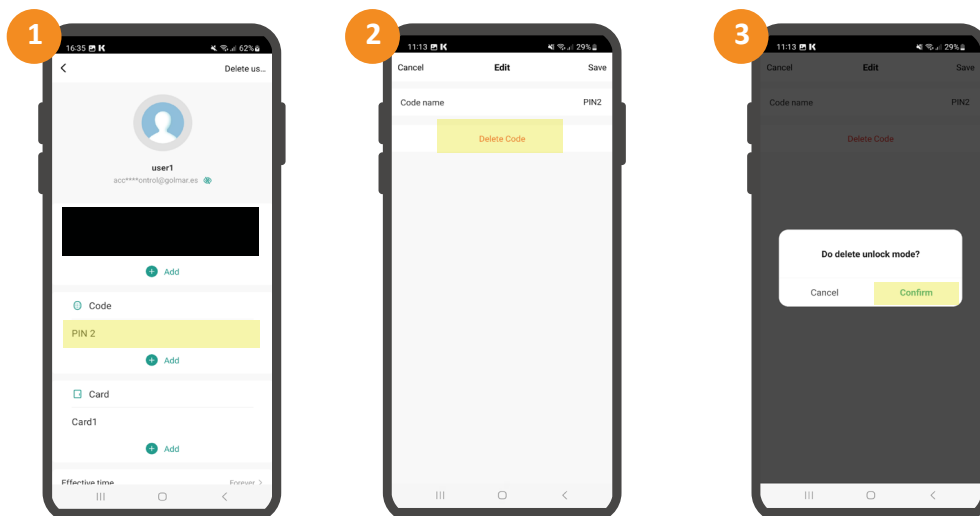 1
16:35 K 62%
Delete us...
user1
acc****ontrol@golmar.es
Add
Code
PIN 2
Add
Card
Card1
Add
Effective time Forever
2
11:13 K 29%
Cancel Edit Save
Code name PIN2
Delete Code
3
11:13 K 29%
Cancel Edit Save
Code name PIN2
Delete Code
Do delete unlock mode?
Cancel Confirm